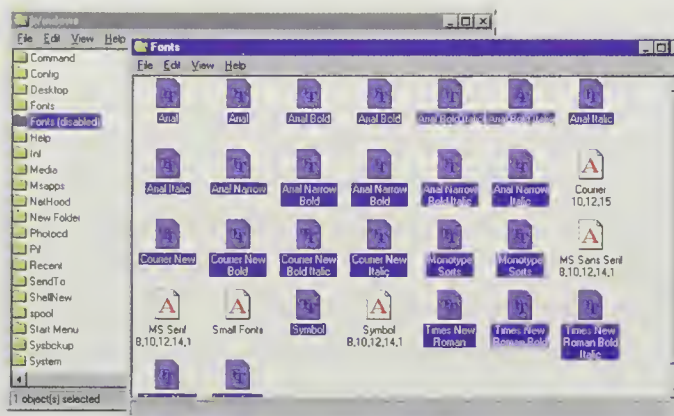 Windows
File Edit View Help
Command
Config
Desktop
Fonts
Fonts (disabled)
Help
Inf
Media
Msapps
NetHood
New Folder
Photocd
Pif
Recent
SendTo
ShellNew
spool
Start Menu
Sysbckup
System
1 object(s) selected
Fonts
File Edit View Help
Arial
Arial
Arial Bold
Arial Bold
Arial Bold Italic
Arial Bold Italic
Arial Italic
Arial Italic
Arial Narrow
Arial Narrow
Bold
Arial Narrow
Bold
Arial Narrow
Bold Italic
Arial Narrow
Italic
Courier
10,12,15
Courier New
Courier New
Bold
Courier New
Bold Italic
Courier New
Italic
Monotype
Sorts
Monotype
Sorts
MS Sans Serif
8,10,12,14,1
MS Serif
8,10,12,14,1
Small Fonts
Symbol
Symbol
8,10,12,14,1
Times New
Roman
Times New
Roman Bold
Times New
Roman Bold
Italic